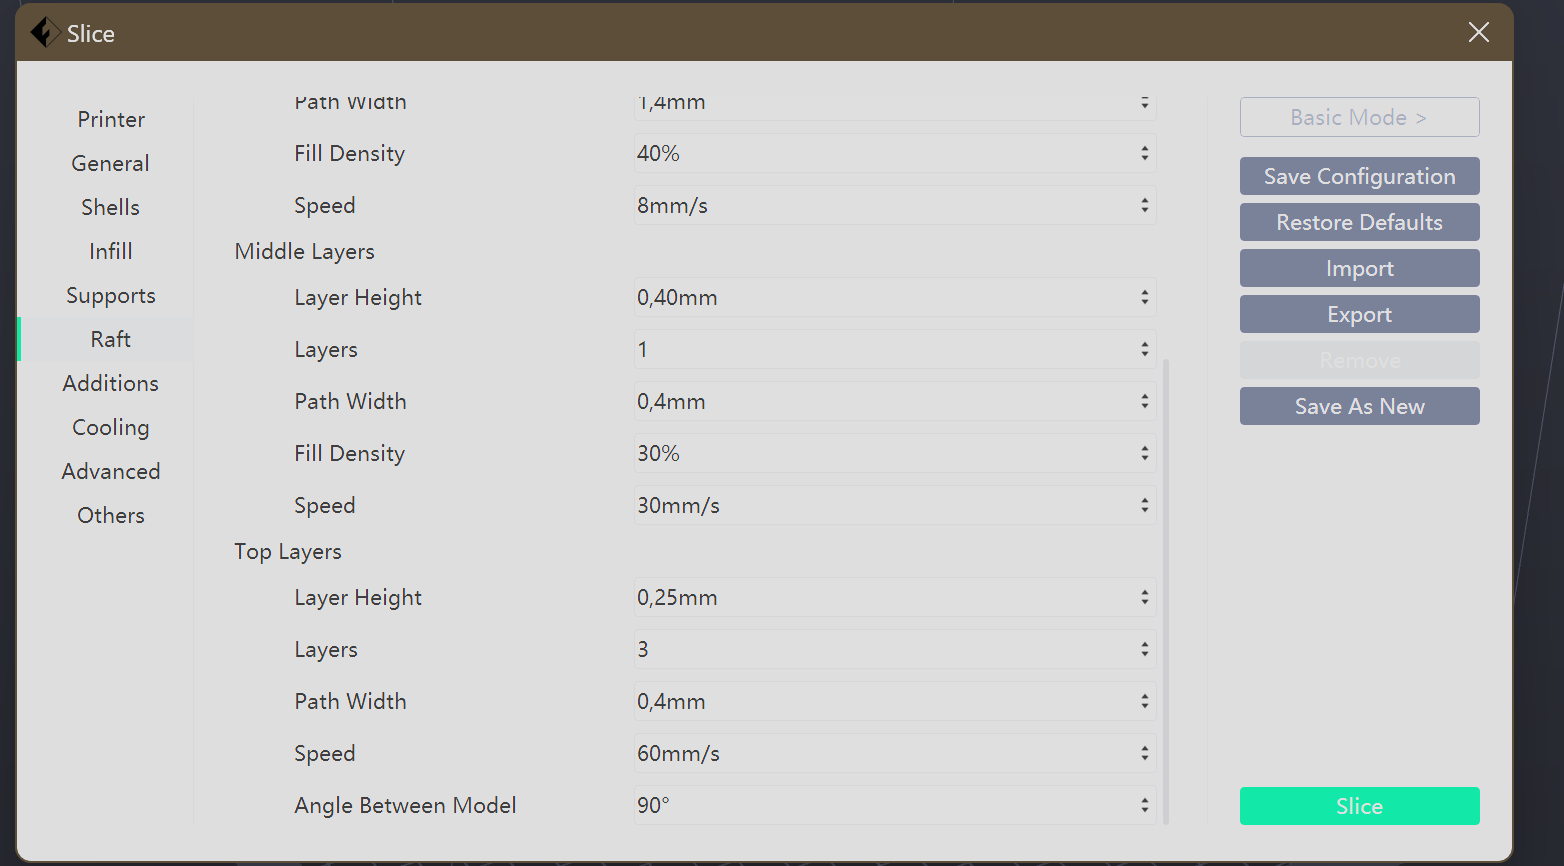 Slice
Printer
General
Shells
Infill
Supports
Raft
Additions
Cooling
Advanced
Others
Path Width 1,4mm
Fill Density 40%
Speed 8mm/s
Middle Layers
Layer Height 0,40mm
Layers 1
Path Width 0,4mm
Fill Density 30%
Speed 30mm/s
Top Layers
Layer Height 0,25mm
Layers 3
Path Width 0,4mm
Speed 60mm/s
Angle Between Model 90°
Basic Mode >
Save Configuration
Restore Defaults
Import
Export
Remove
Save As New
Slice